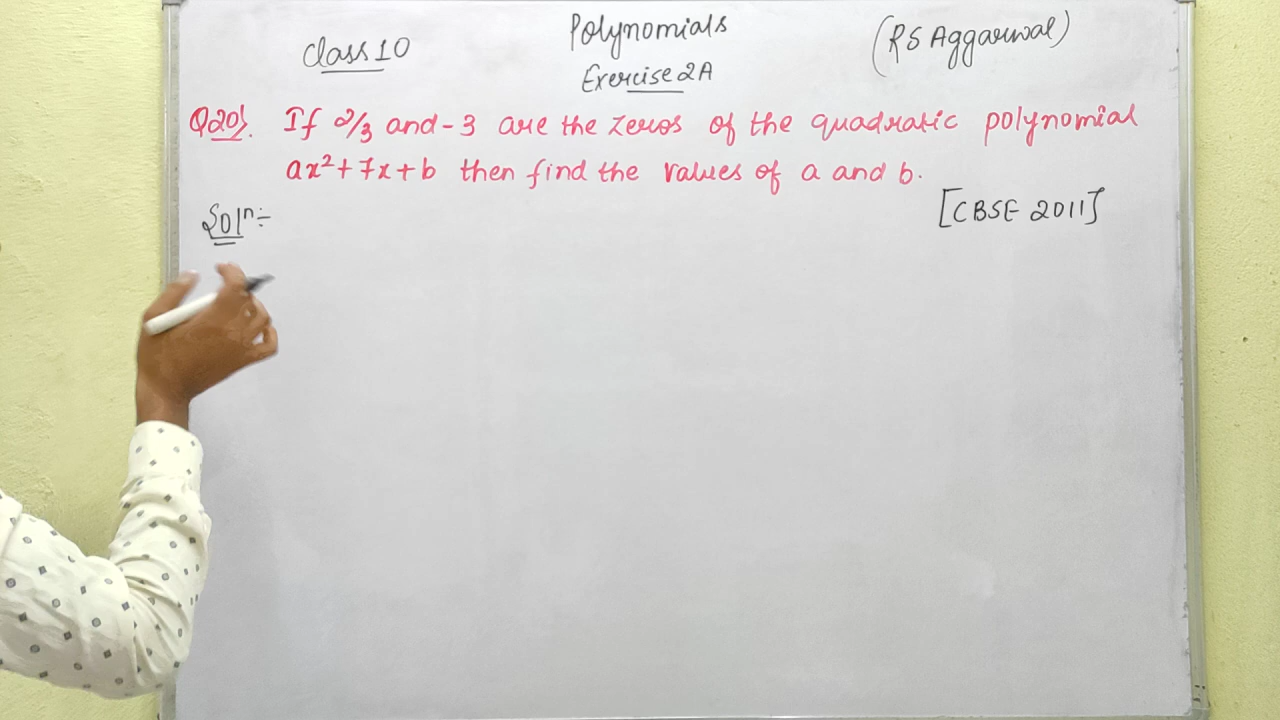 Class 10
Polynomials
(RS Aggarwal)
Exercise 2A
Q20). If 2/3 and -3 are the zeros of the quadratic polynomial
ax²+7x+b then find the values of a and b.
[CBSE 2011]
Solⁿ:-